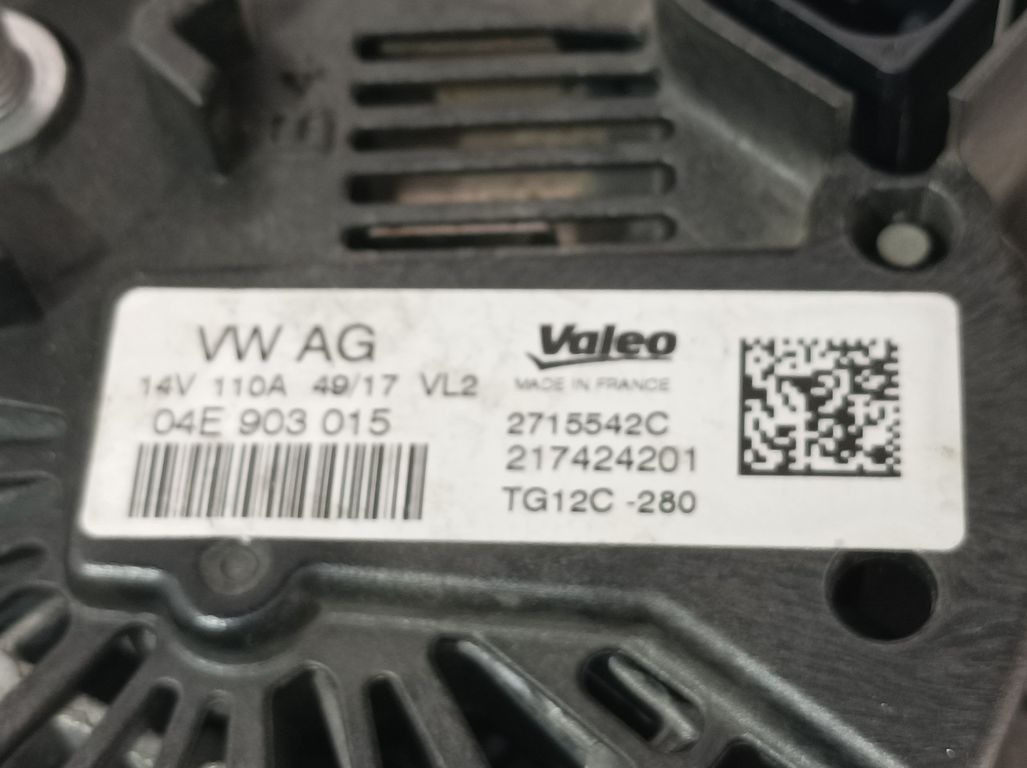 VW AG
14V 110A 49/17 VL2
04E 903 015
Valeo
MADE IN FRANCE
2715542C
217424201
TG12C -280